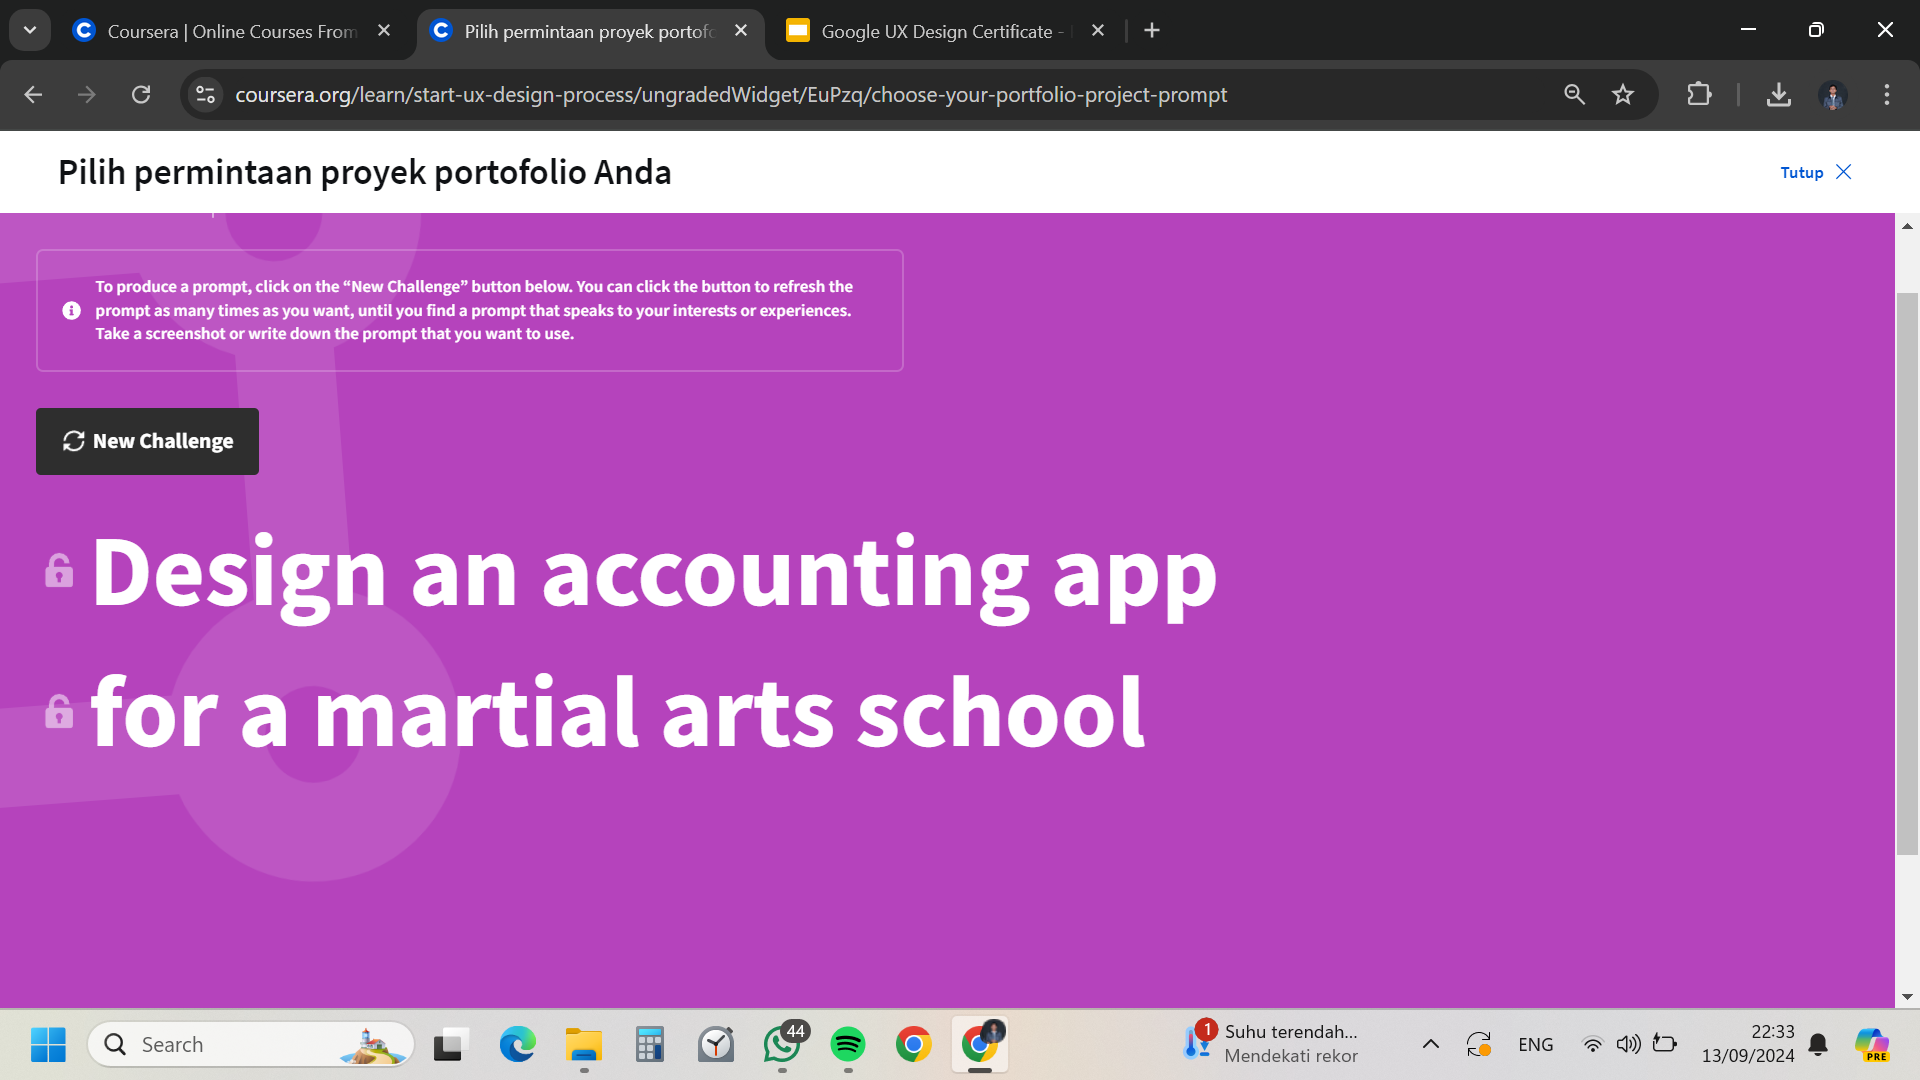 Coursera | Online Courses From
Pilih permintaan proyek portofo
Google UX Design Certificate -
coursera.org/learn/start-ux-design-process/ungradedWidget/EuPzq/choose-your-portfolio-project-prompt
Pilih permintaan proyek portofolio Anda
Tutup
To produce a prompt, click on the “New Challenge” button below. You can click the button to refresh the
prompt as many times as you want, until you find a prompt that speaks to your interests or experiences.
Take a screenshot or write down the prompt that you want to use.
New Challenge
Design an accounting app
for a martial arts school
Search
44
1
Suhu terendah...
Mendekati rekor
ENG
22:33
13/09/2024
PRE